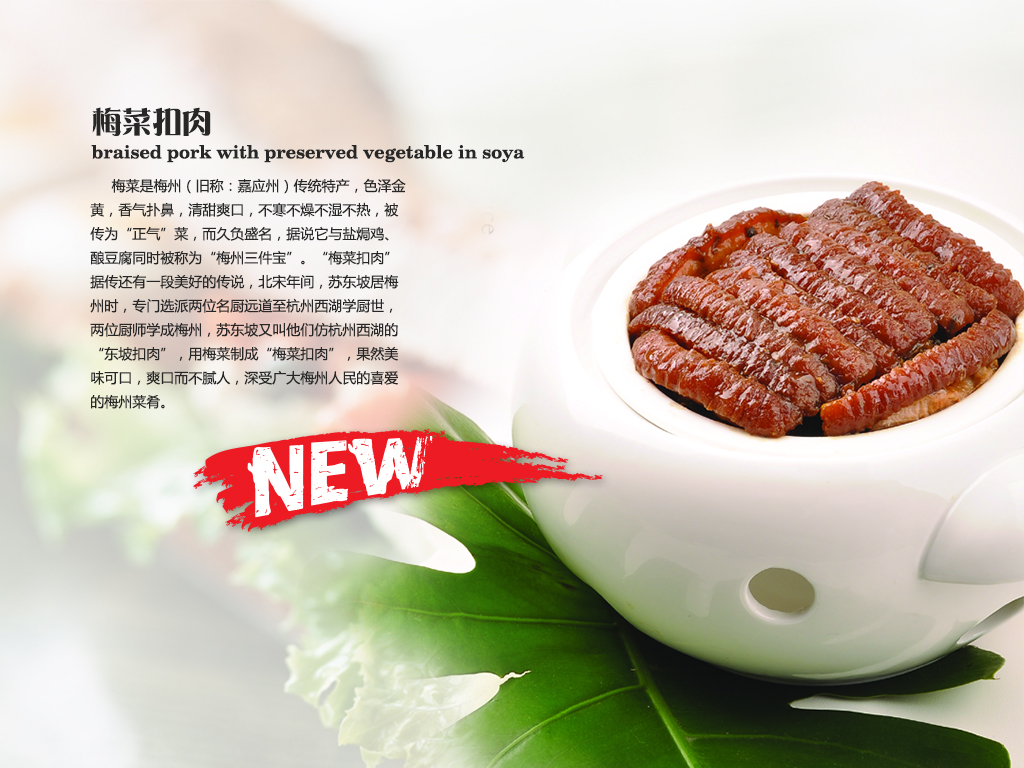 梅菜扣肉
braised pork with preserved vegetable in soya
梅菜是梅州（旧称：嘉应州）传统特产，色泽金
黄，香气扑鼻，清甜爽口，不寒不燥不湿不热，被
传为“正气”菜，而久负盛名，据说它与盐焗鸡、
酿豆腐同时被称为“梅州三件宝”。“梅菜扣肉”
据传还有一段美好的传说，北宋年间，苏东坡居梅
州时，专门选派两位名厨远道至杭州西湖学厨世，
两位厨师学成梅州，苏东坡又叫他们仿杭州西湖的
“东坡扣肉”，用梅菜制成“梅菜扣肉”，果然美
味可口，爽口而不腻人，深受广大梅州人民的喜爱
的梅州菜肴。
NEW